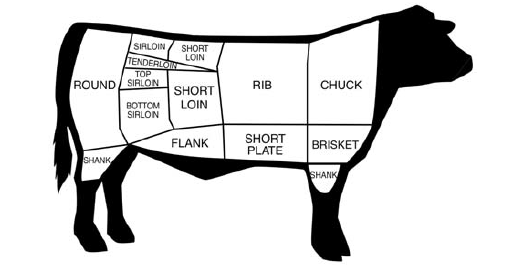 SIRLOIN
SHORT
LOIN
TENDERLOIN
ROUND
TOP
SIRLOIN
BOTTOM
SIRLOIN
SHORT
LOIN
RIB
CHUCK
FLANK
SHORT
PLATE
BRISKET
SHANK
SHANK